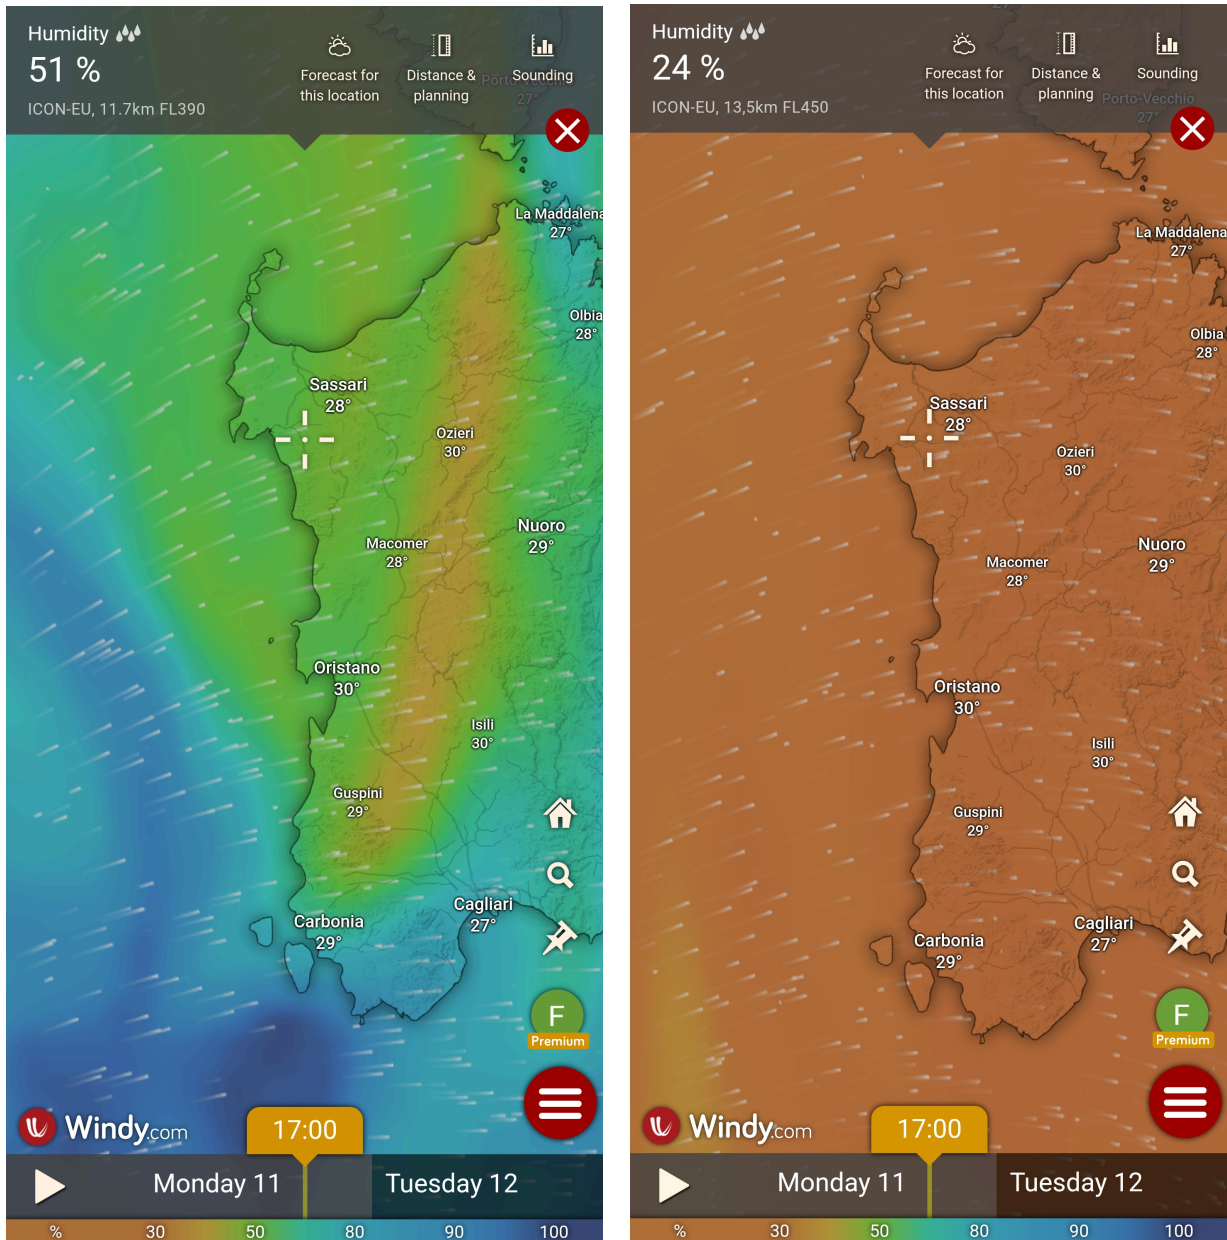 Humidity
51 %
ICON-EU, 11.7km FL390
Forecast for
this location
Distance &
planning
Sounding
Porto-Vecchio
27°
La Maddalena
27°
Olbia
28°
Sassari
28°
Ozieri
30°
Nuoro
29°
Macomer
28°
Oristano
30°
Isili
30°
Guspini
29°
Cagliari
27°
Carbonia
29°
F
Premium
Windy.com
17:00
Monday 11
Tuesday 12
% 30 50 80 90 100
Humidity
24 %
ICON-EU, 13,5km FL450
Forecast for
this location
Distance &
planning
Sounding
Porto-Vecchio
27°
La Maddalena
27°
Olbia
28°
Sassari
28°
Ozieri
30°
Nuoro
29°
Macomer
28°
Oristano
30°
Isili
30°
Guspini
29°
Cagliari
27°
Carbonia
29°
F
Premium
Windy.com
17:00
Monday 11
Tuesday 12
% 30 50 80 90 100